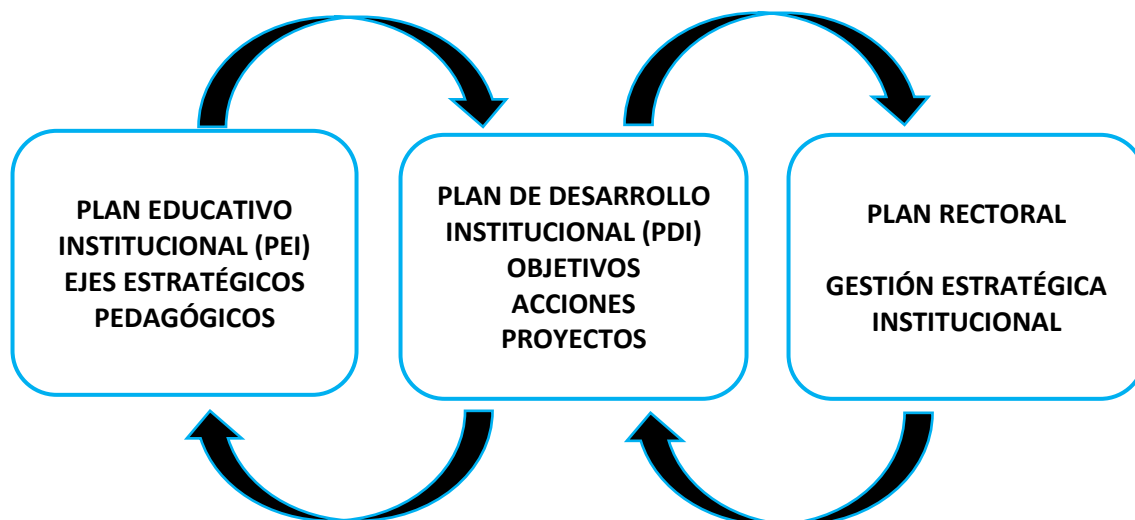 PLAN EDUCATIVO
INSTITUCIONAL (PEI)
EJES ESTRATÉGICOS
PEDAGÓGICOS
PLAN DE DESARROLLO
INSTITUCIONAL (PDI)
OBJETIVOS
ACCIONES
PROYECTOS
PLAN RECTORAL
GESTIÓN ESTRATÉGICA
INSTITUCIONAL